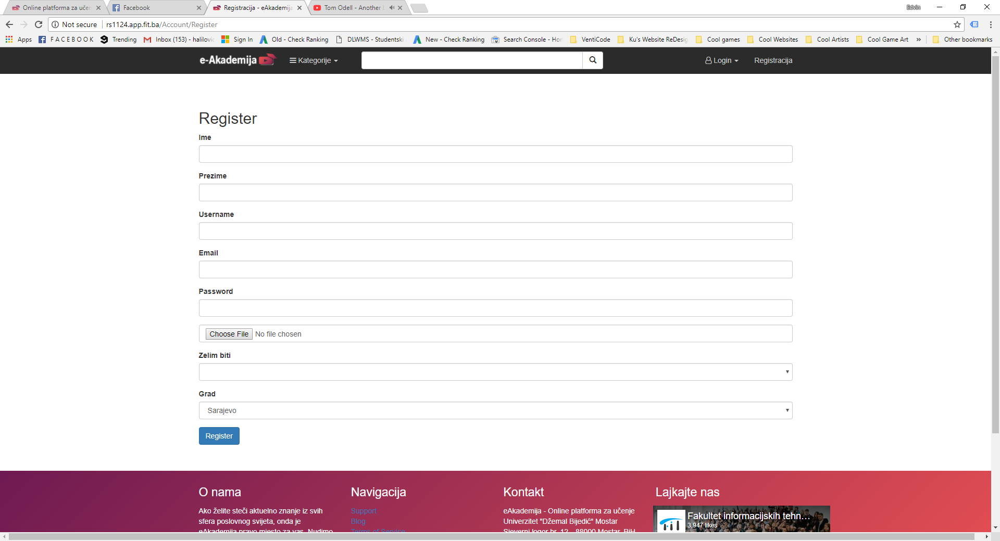 Online platforma za učen
Facebook
Registracija - eAkademija
Tom Odell - Another
Edvin
Not secure
rs1124.app.fit.ba/Account/Register
Apps
F A C E B O O K
Trending
Inbox (153) - halilovic
Sign In
Old - Check Ranking
DLWMS - Studentski
New - Check Ranking
Search Console - Hor
VentiCode
Ku's Website ReDesig
Cool games
Cool Websites
Cool Artists
Cool Game Art
»
Other bookmarks
e-Akademija
Kategorije
Login
Registracija
Register
Ime
Prezime
Username
Email
Password
Choose File No file chosen
Zelim biti
Grad
Sarajevo
Register
O nama
Ako želite steći aktuelno znanje iz svih
sfera poslovnog svijeta, onda je
eAkademija pravo mjesto za vas. Nudimo
Navigacija
Support
Blog
Terms of Service
Kontakt
eAkademija - Online platforma za učenje
Univerzitet "Džemal Bijedić" Mostar
Sjeverni logor br. 12 , 88000 Mostar, BiH
Lajkajte nas
Fakultet informacijskih tehn…
3,947 likes
FIT